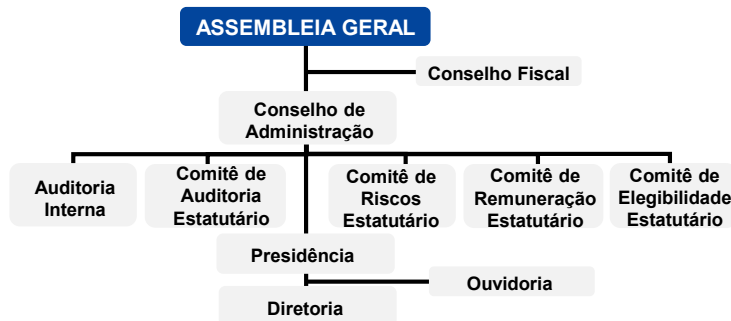 ASSEMBLEIA GERAL
Conselho Fiscal
Conselho de
Administração
Auditoria
Interna
Comitê de
Auditoria
Estatutário
Comitê de
Riscos
Estatutário
Comitê de
Remuneração
Estatutário
Comitê de
Elegibilidade
Estatutário
Presidência
Ouvidoria
Diretoria